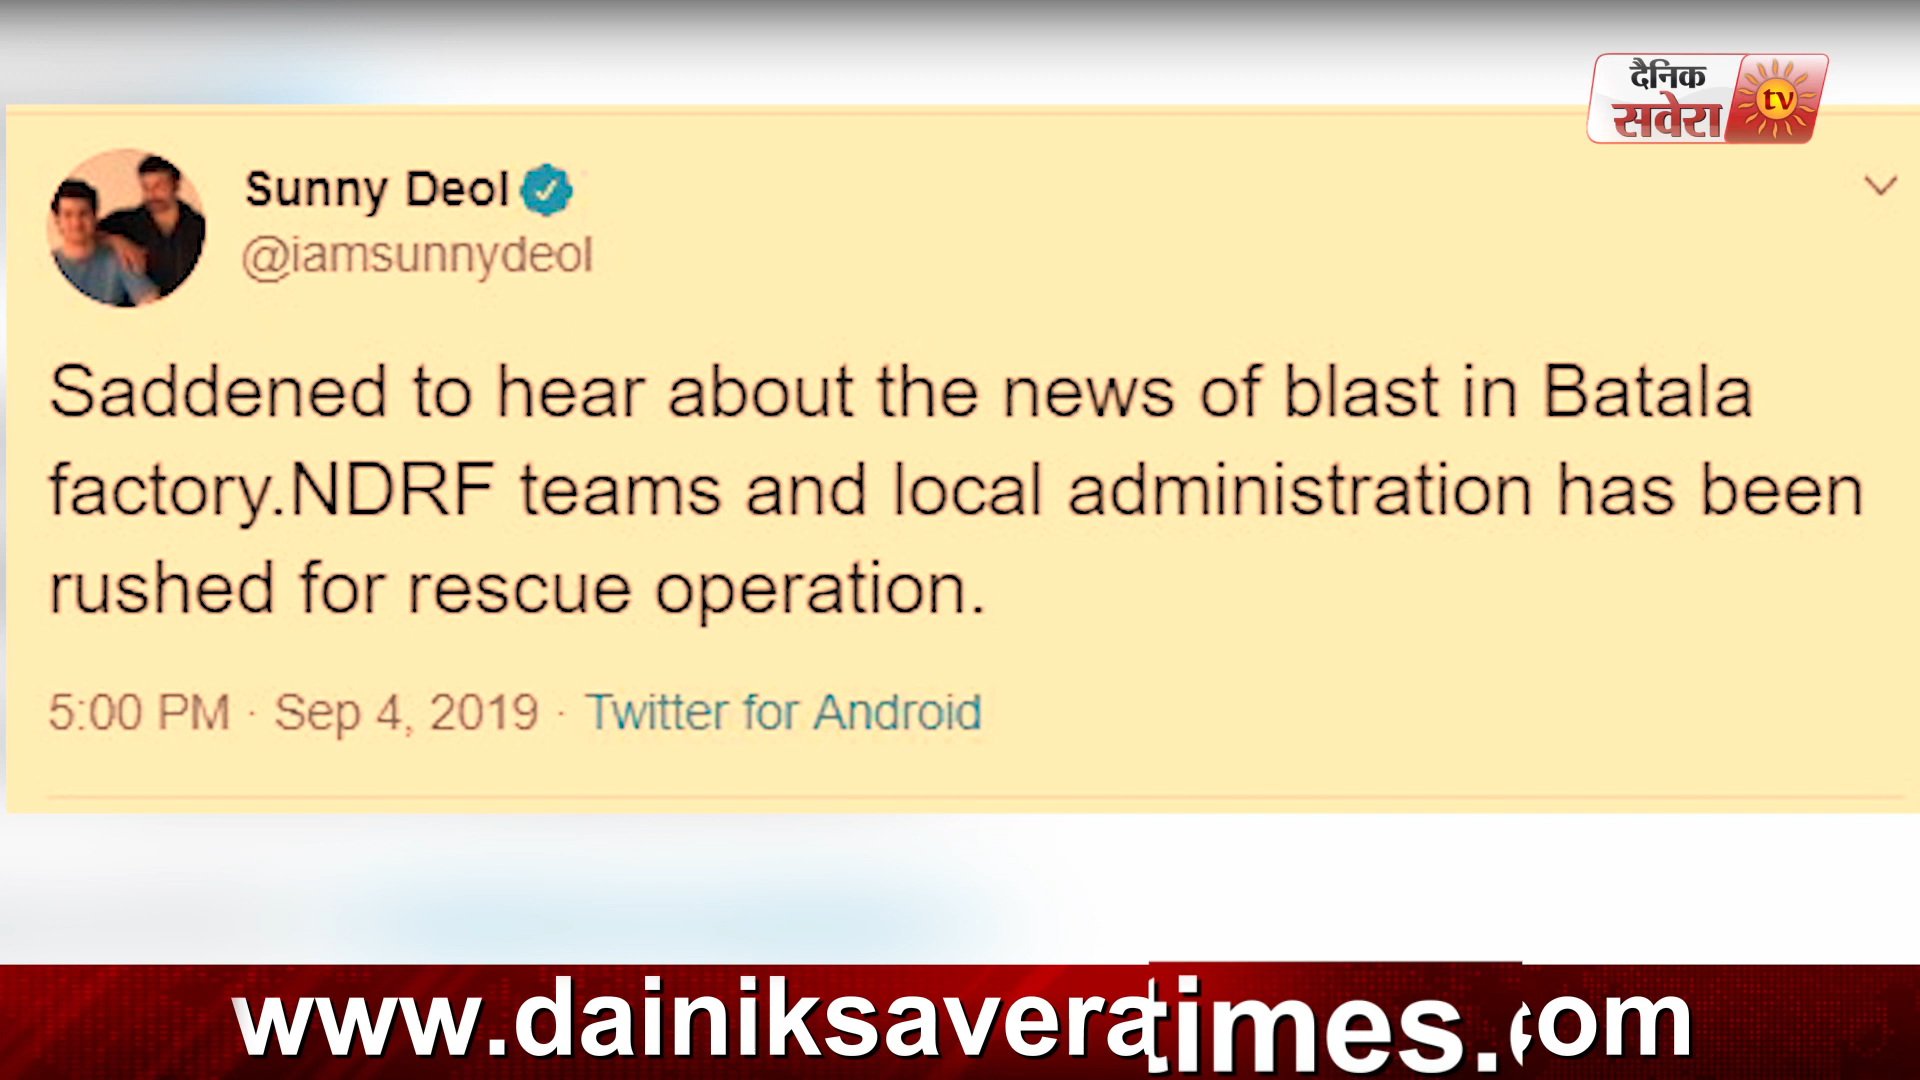 दैनिक
सवेरा tv
Sunny Deol
@iamsunnydeol
Saddened to hear about the news of blast in Batala
factory.NDRF teams and local administration has been
rushed for rescue operation.
5:00 PM · Sep 4, 2019 · Twitter for Android
www.dainiksaveratimes.com